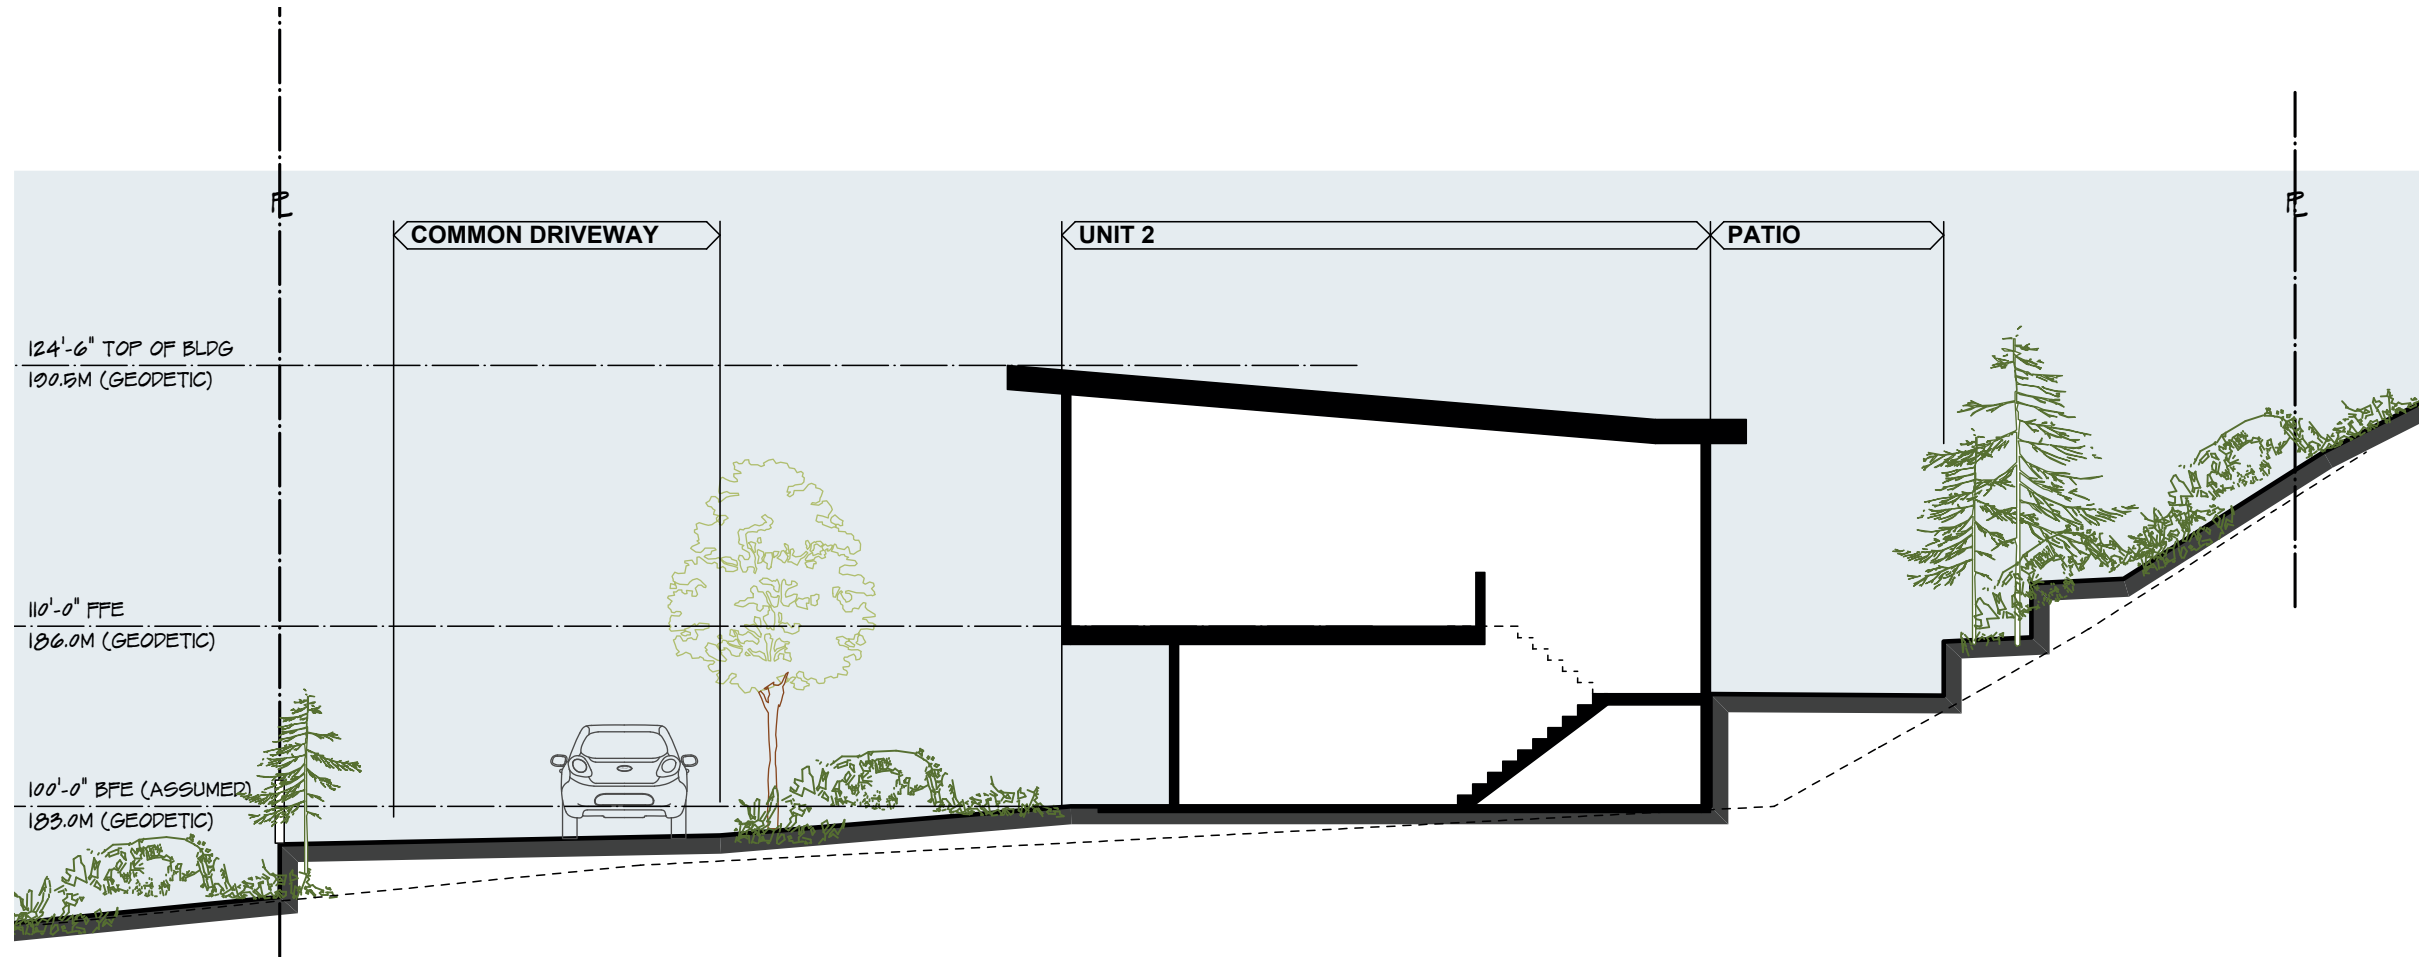 PL
PL
COMMON DRIVEWAY
UNIT 2
PATIO
124'-6" TOP OF BLDG
190.5M (GEODETIC)
110'-0" FFE
186.0M (GEODETIC)
100'-0" BFE (ASSUMED)
183.0M (GEODETIC)